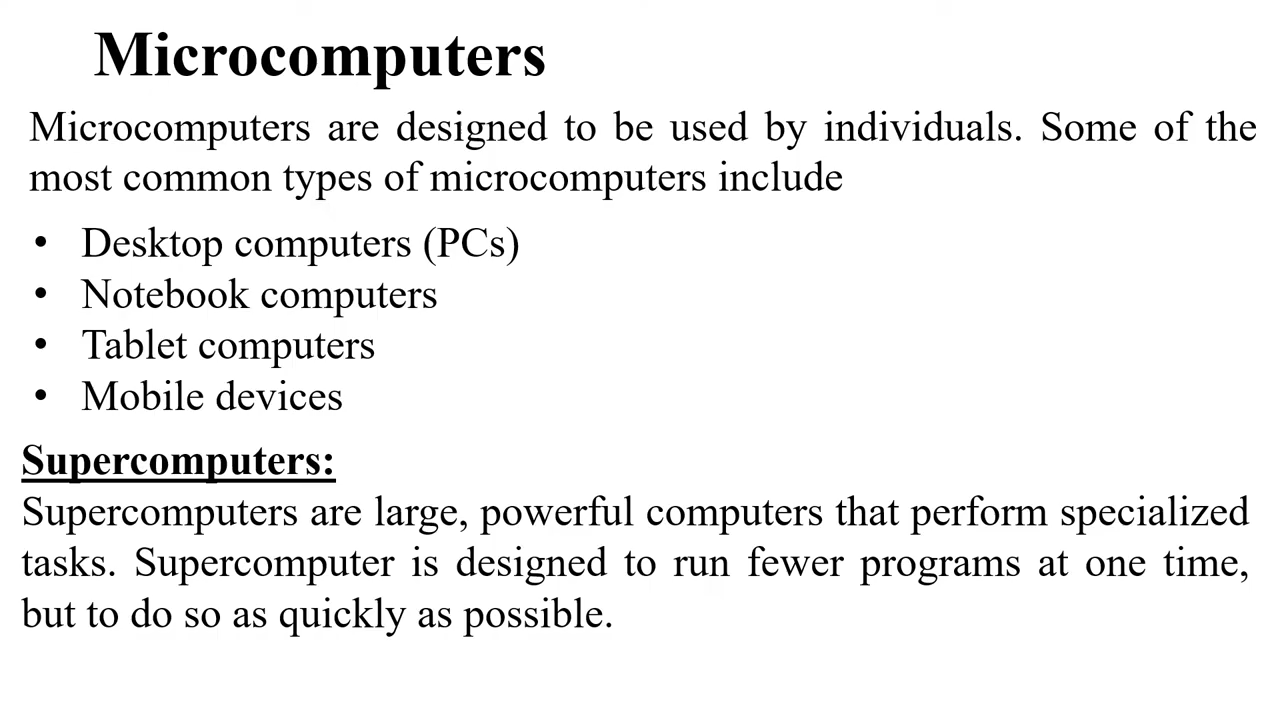 Microcomputers
Microcomputers are designed to be used by individuals. Some of the
most common types of microcomputers include
• Desktop computers (PCs)
• Notebook computers
• Tablet computers
• Mobile devices
Supercomputers:
Supercomputers are large, powerful computers that perform specialized
tasks. Supercomputer is designed to run fewer programs at one time,
but to do so as quickly as possible.